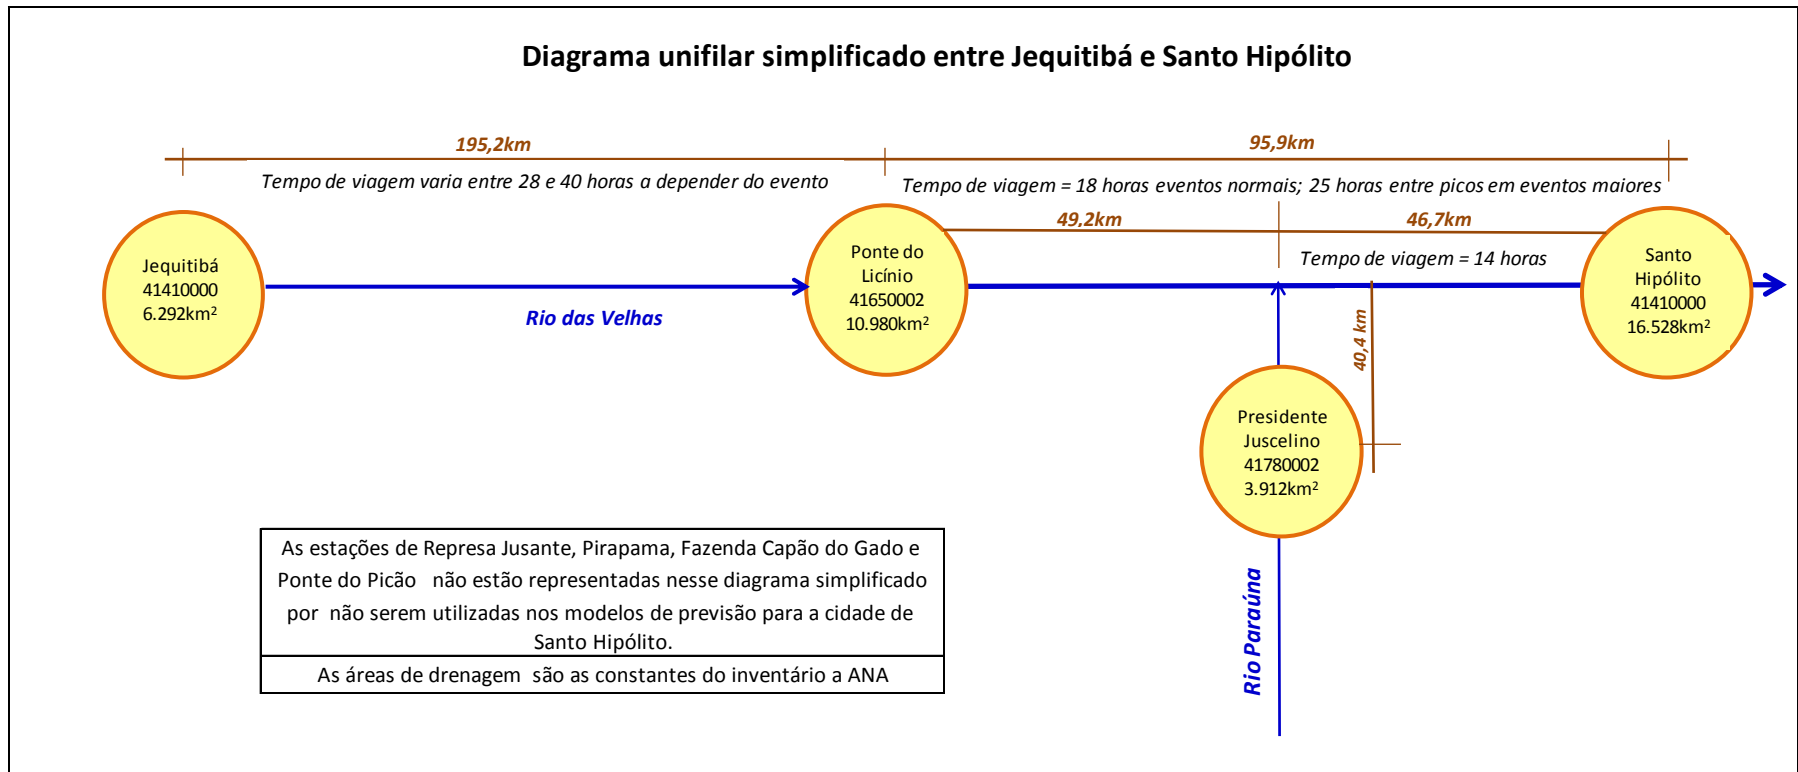 Diagrama unifilar simplificado entre Jequitibá e Santo Hipólito
195,2km
95,9km
Tempo de viagem varia entre 28 e 40 horas a depender do evento
Tempo de viagem = 18 horas eventos normais; 25 horas entre picos em eventos maiores
49,2km
46,7km
Tempo de viagem = 14 horas
Jequitibá
41410000
6.292km²
Rio das Velhas
Ponte do
Licínio
41650002
10.980km²
Santo
Hipólito
41410000
16.528km²
40,4 km
Presidente
Juscelino
41780002
3.912km²
Rio Paraúna
As estações de Represa Jusante, Pirapama, Fazenda Capão do Gado e
Ponte do Picão não estão representadas nesse diagrama simplificado
por não serem utilizadas nos modelos de previsão para a cidade de
Santo Hipólito.
As áreas de drenagem são as constantes do inventário a ANA